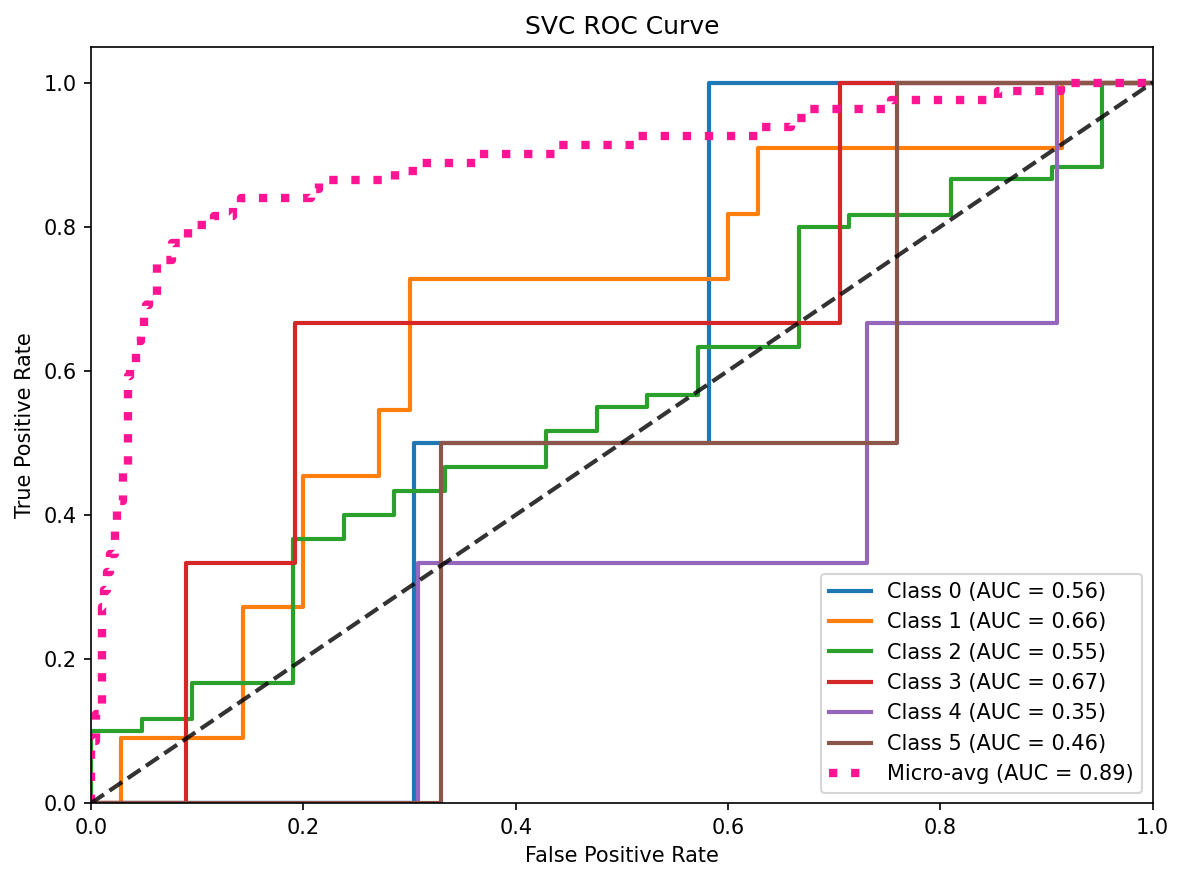 SVC ROC Curve
True Positive Rate
1.0
0.8
0.6
0.4
0.2
0.0
Class 0 (AUC = 0.56)
Class 1 (AUC = 0.66)
Class 2 (AUC = 0.55)
Class 3 (AUC = 0.67)
Class 4 (AUC = 0.35)
Class 5 (AUC = 0.46)
Micro-avg (AUC = 0.89)
0.0 0.2 0.4 0.6 0.8 1.0
False Positive Rate